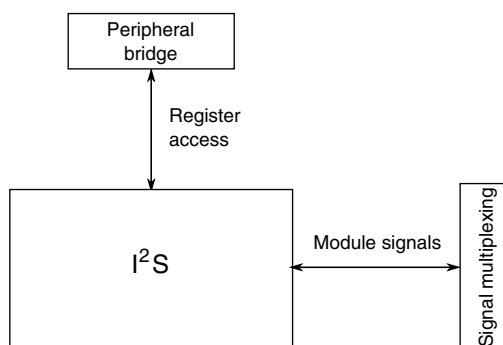 Peripheral
bridge
Register
access
I²S
Module signals
Signal multiplexing